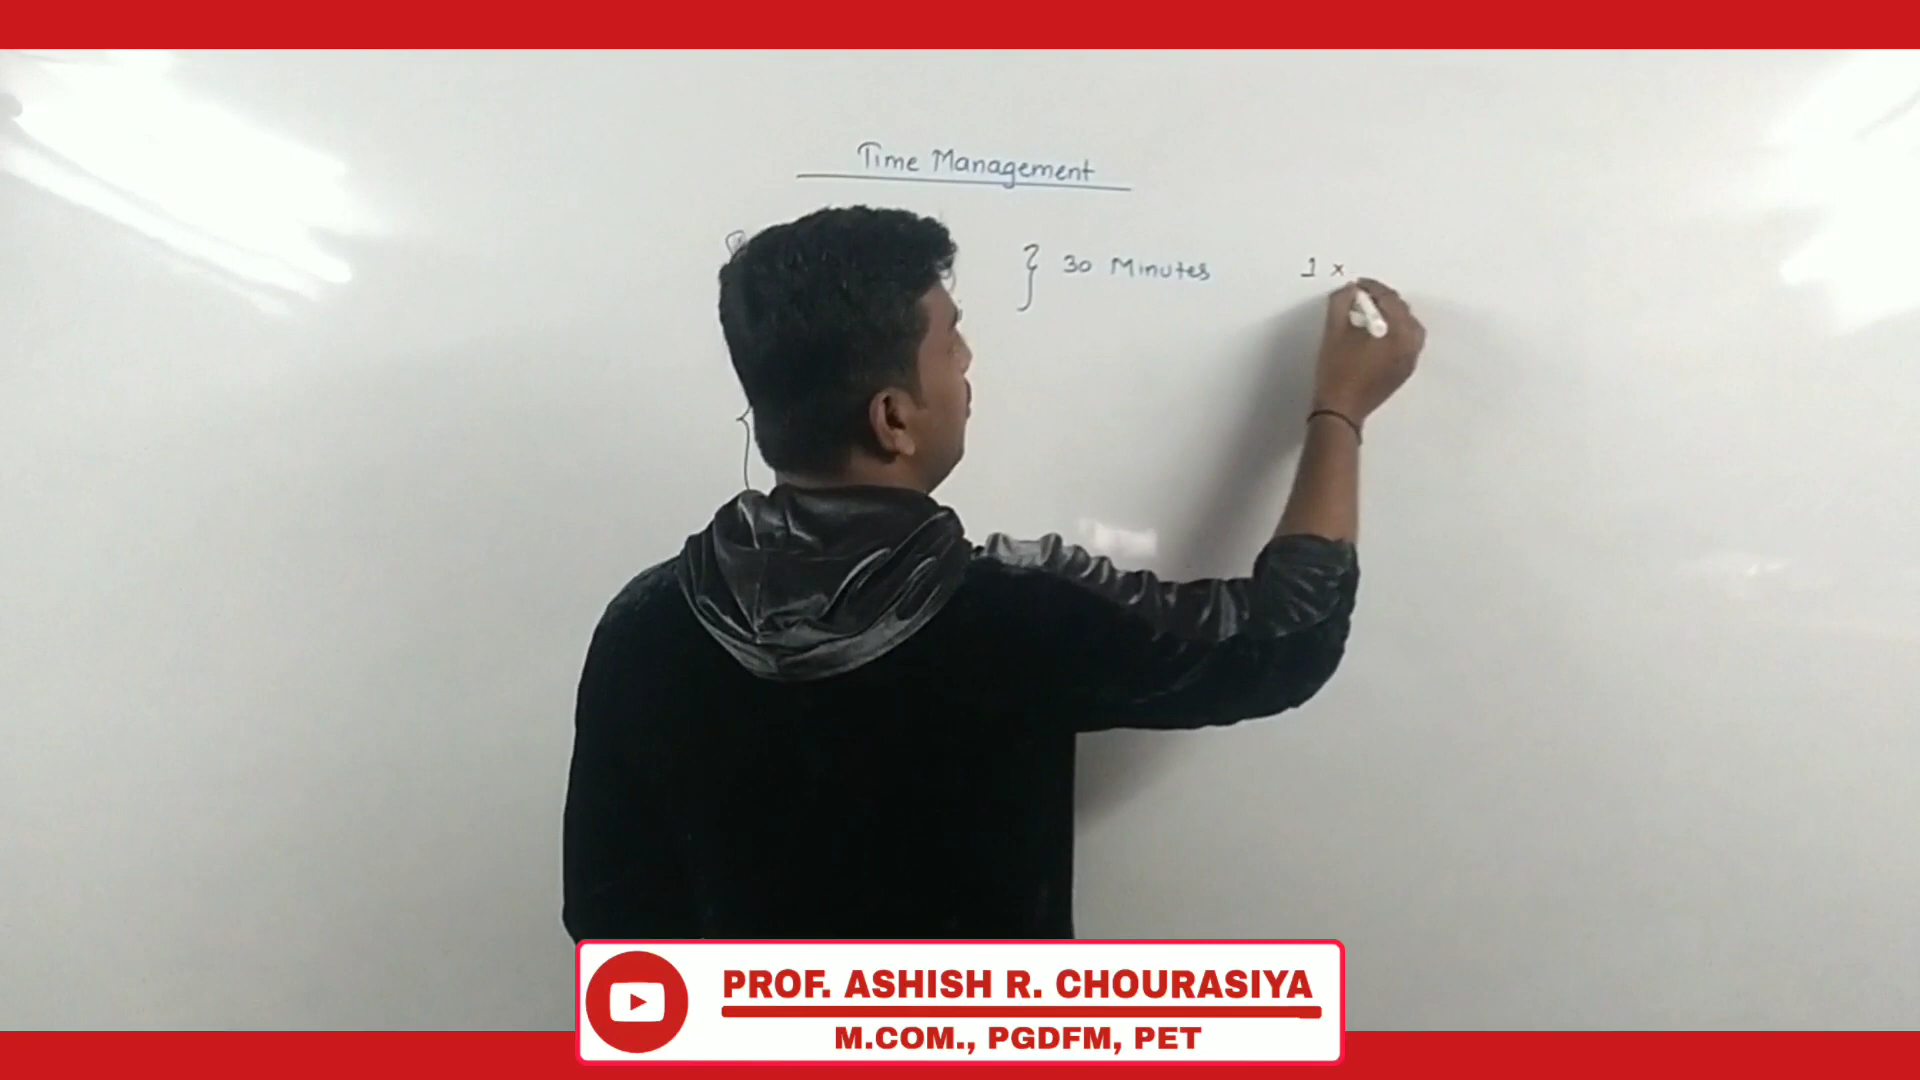 Time Management
} 30 Minutes 1 ×
PROF. ASHISH R. CHOURASIYA
M.COM., PGDFM, PET